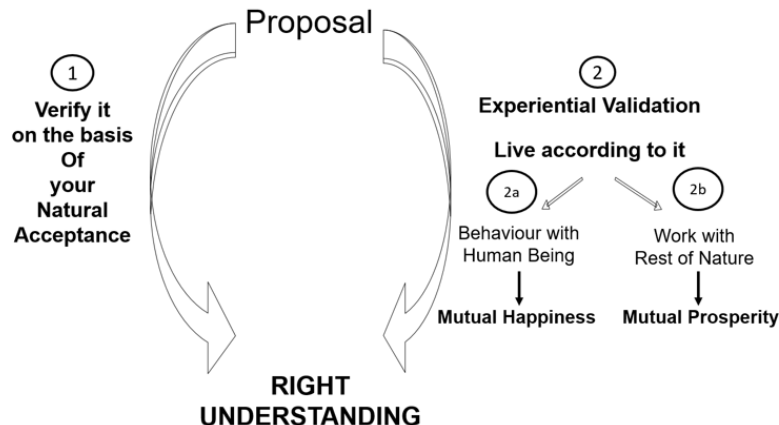 Proposal
1
Verify it
on the basis
Of
your
Natural
Acceptance
2
Experiential Validation
Live according to it
2a
Behaviour with
Human Being
Mutual Happiness
2b
Work with
Rest of Nature
Mutual Prosperity
RIGHT
UNDERSTANDING